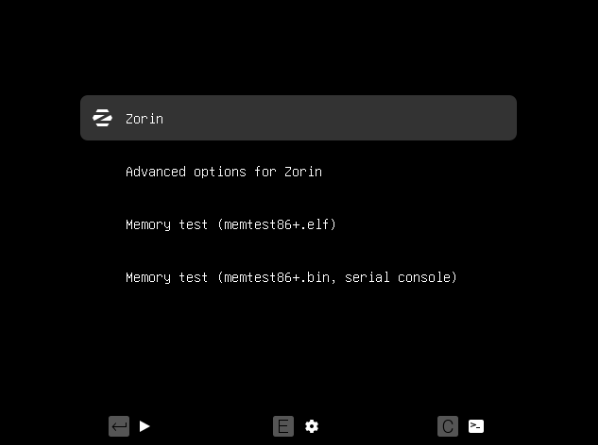 Zorin
Advanced options for Zorin
Memory test (memtest86+.elf)
Memory test (memtest86+.bin, serial console)
E
C